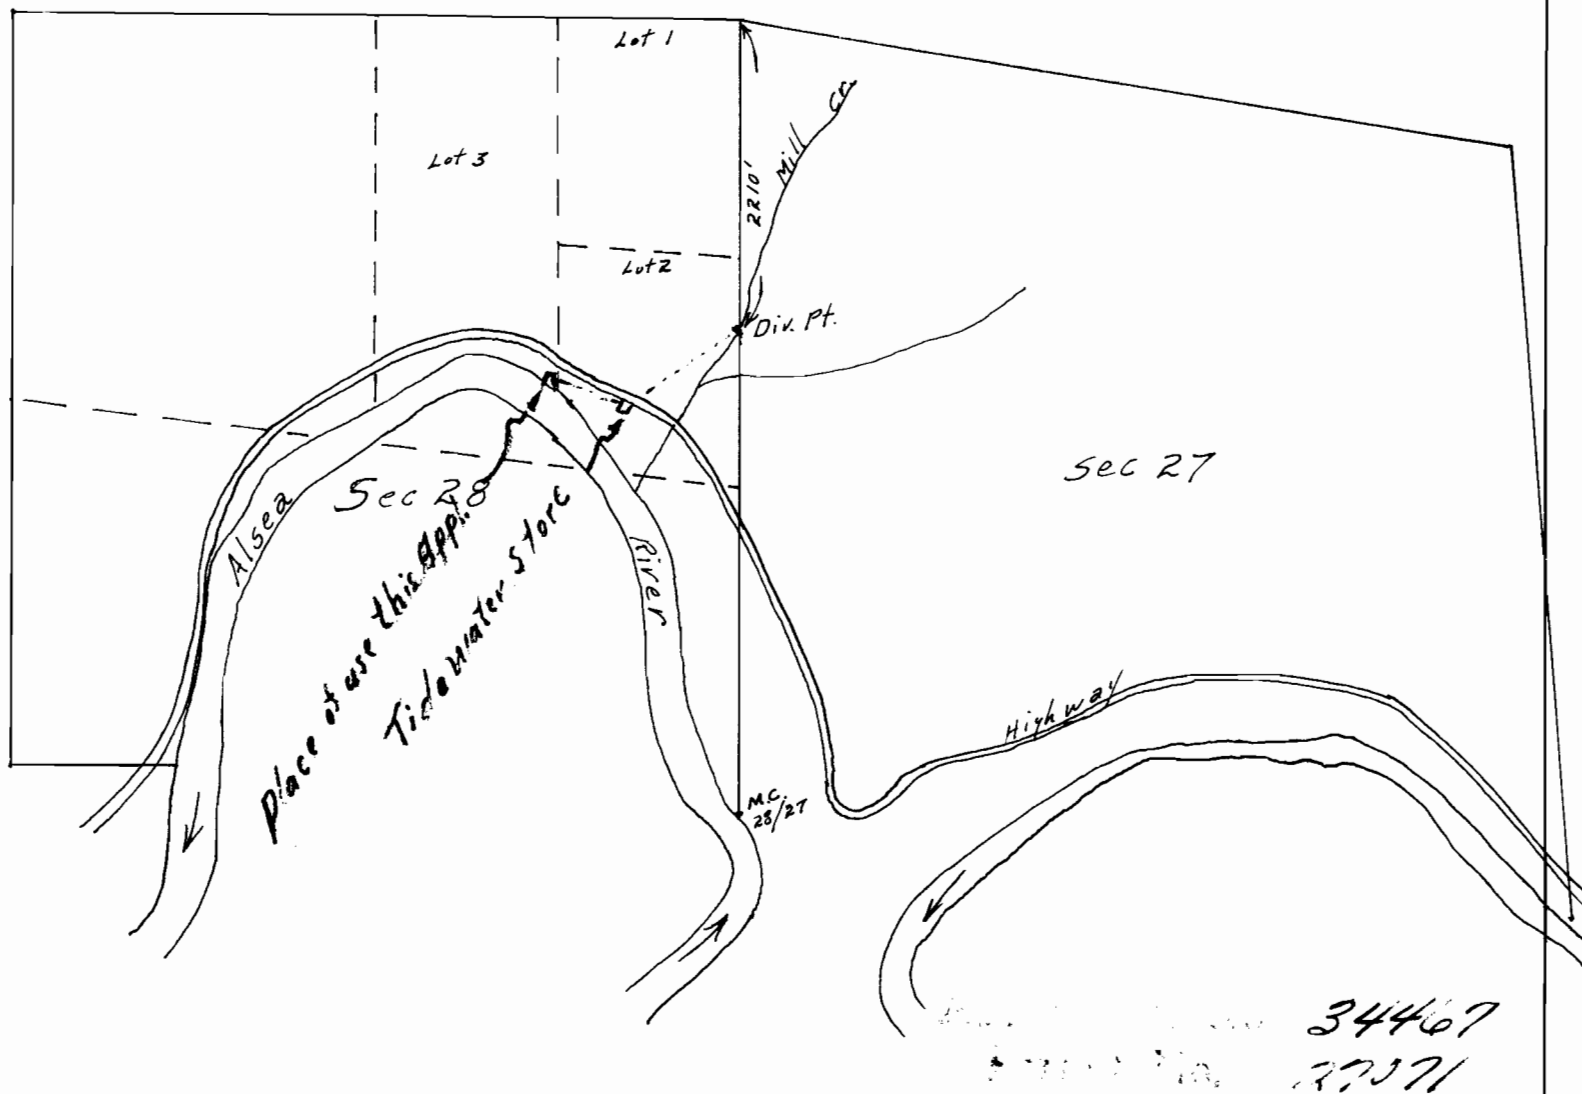 Lot 1
Lot 3
Mill Cr.
2210'
Lot 2
Div. Pt.
Sec 28
Sec 27
Alsea
River
Place of use this Appl.
Tidewater Store
Highway
M.C.
28/27
34467